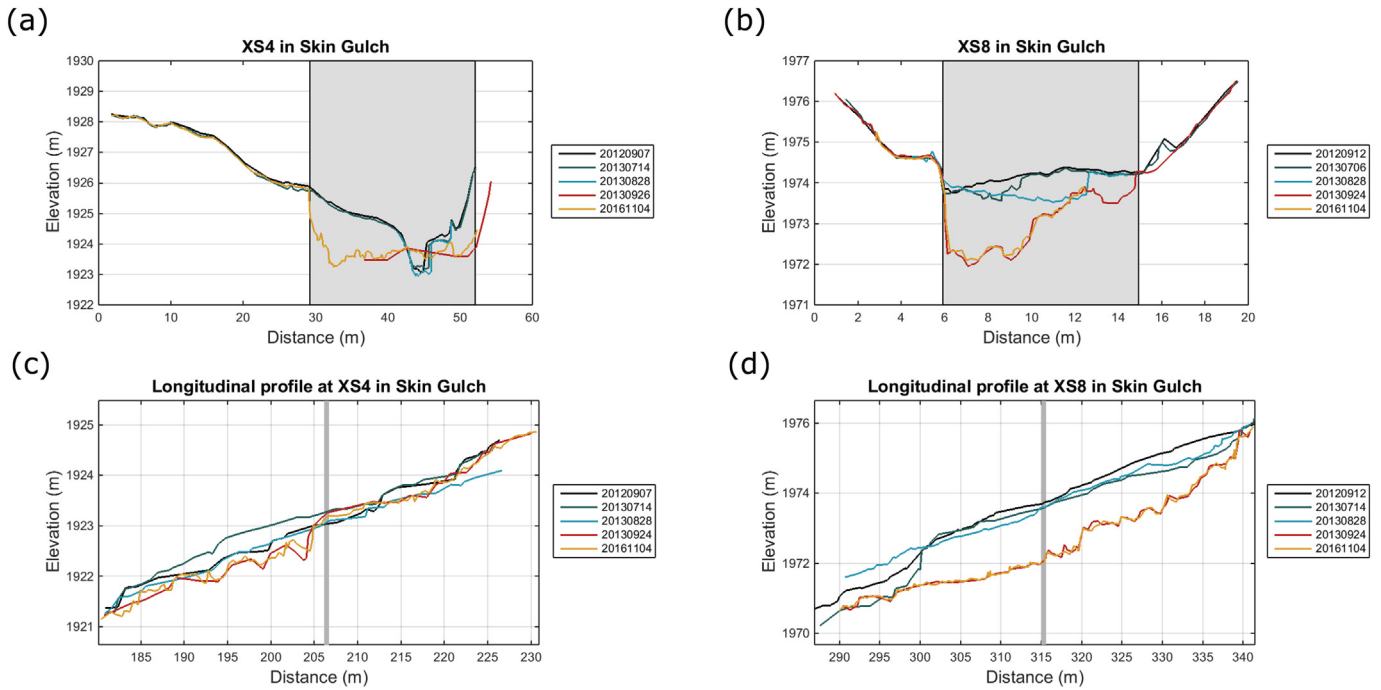 (a)
XS4 in Skin Gulch
1930
1929
1928
1927
1926
1925
1924
1923
1922
Elevation (m)
0 10 20 30 40 50 60
Distance (m)
20120907
20130714
20130828
20130926
20161104
(b)
XS8 in Skin Gulch
1977
1976
1975
1974
1973
1972
1971
Elevation (m)
0 2 4 6 8 10 12 14 16 18 20
Distance (m)
20120912
20130706
20130828
20130924
20161104
(c)
Longitudinal profile at XS4 in Skin Gulch
1925
1924
1923
1922
1921
Elevation (m)
185 190 195 200 205 210 215 220 225 230
Distance (m)
20120907
20130714
20130828
20130924
20161104
(d)
Longitudinal profile at XS8 in Skin Gulch
1976
1974
1973
1971
1970
Elevation (m)
290 295 300 305 310 315 320 325 330 335 340
Distance (m)
20120912
20130714
20130828
20130924
20161104